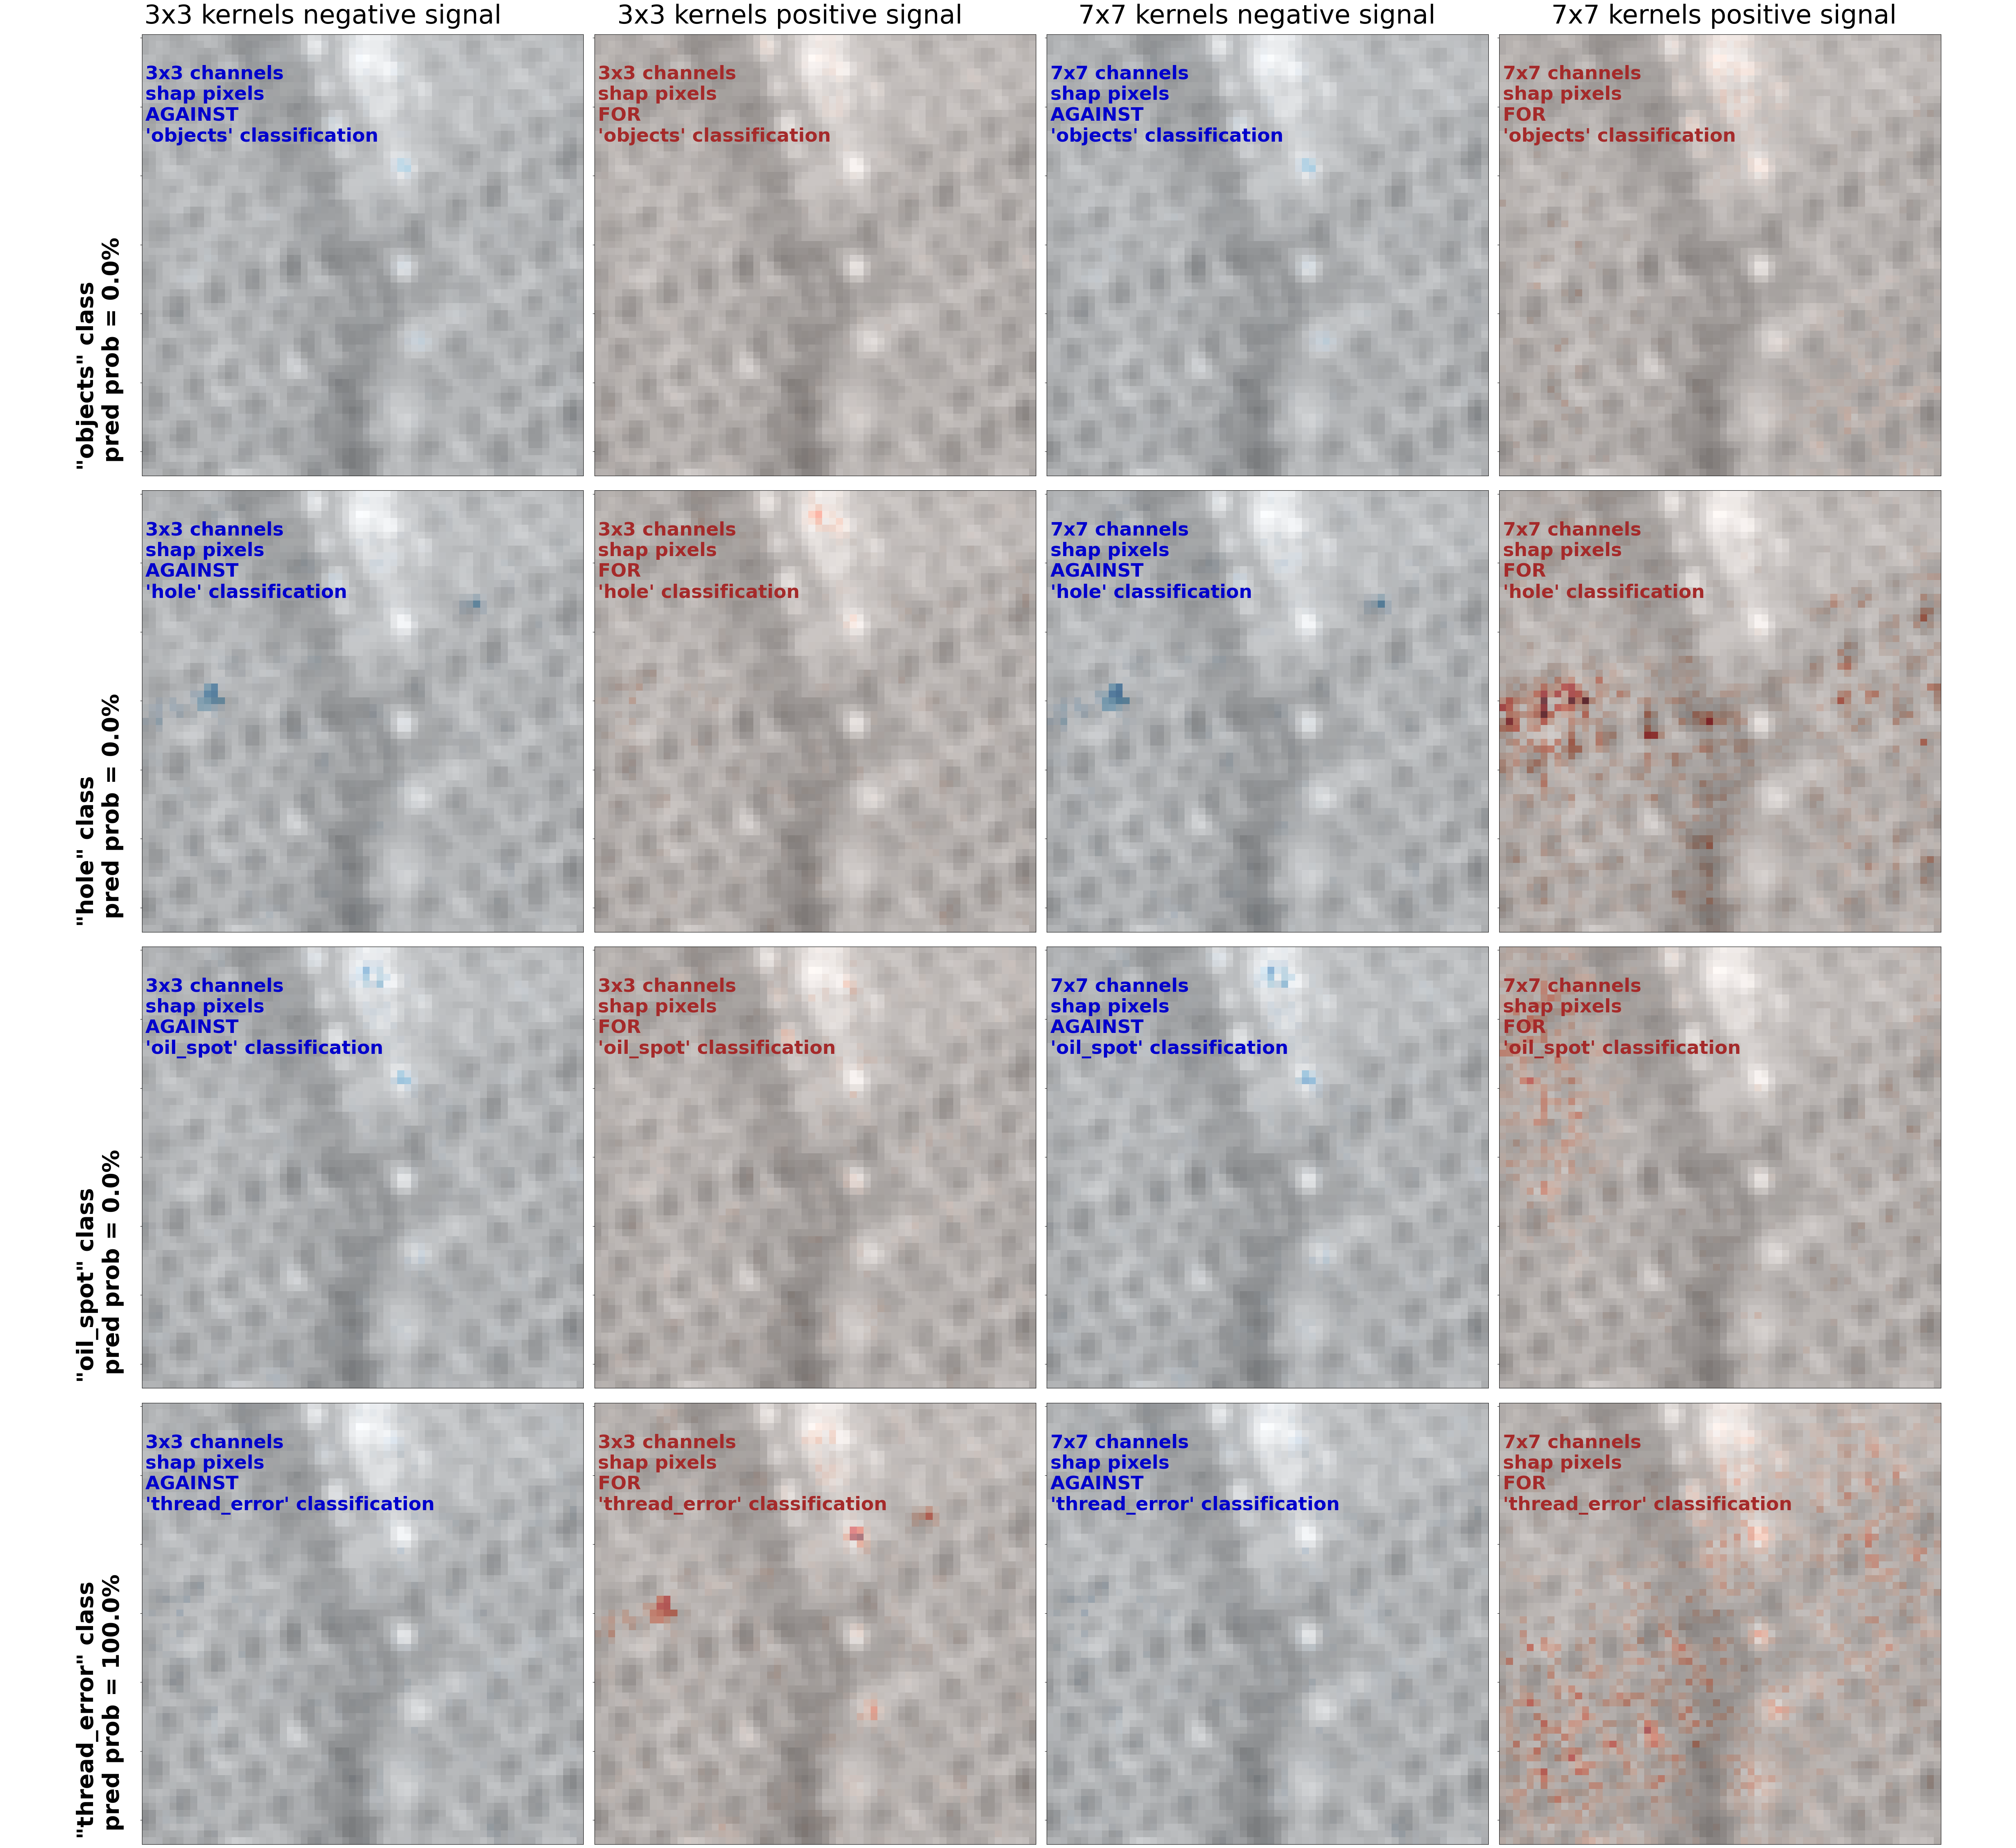 3x3 kernels negative signal
3x3 kernels positive signal
7x7 kernels negative signal
7x7 kernels positive signal
"objects" class
pred prob = 0.0%
3x3 channels
shap pixels
AGAINST
'objects' classification
3x3 channels
shap pixels
FOR
'objects' classification
7x7 channels
shap pixels
AGAINST
'objects' classification
7x7 channels
shap pixels
FOR
'objects' classification
"hole" class
pred prob = 0.0%
3x3 channels
shap pixels
AGAINST
'hole' classification
3x3 channels
shap pixels
FOR
'hole' classification
7x7 channels
shap pixels
AGAINST
'hole' classification
7x7 channels
shap pixels
FOR
'hole' classification
"oil_spot" class
pred prob = 0.0%
3x3 channels
shap pixels
AGAINST
'oil_spot' classification
3x3 channels
shap pixels
FOR
'oil_spot' classification
7x7 channels
shap pixels
AGAINST
'oil_spot' classification
7x7 channels
shap pixels
FOR
'oil_spot' classification
"thread_error" class
pred prob = 100.0%
3x3 channels
shap pixels
AGAINST
'thread_error' classification
3x3 channels
shap pixels
FOR
'thread_error' classification
7x7 channels
shap pixels
AGAINST
'thread_error' classification
7x7 channels
shap pixels
FOR
'thread_error' classification